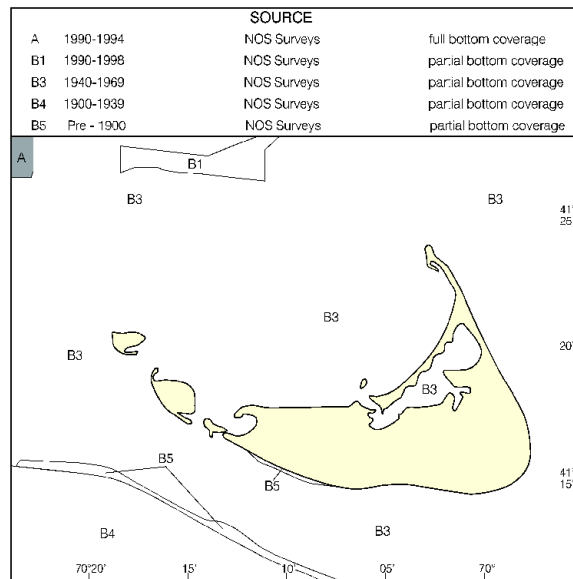 SOURCE
A 1990-1994 NOS Surveys full bottom coverage
B1 1990-1998 NOS Surveys partial bottom coverage
B3 1940-1969 NOS Surveys partial bottom coverage
B4 1900-1939 NOS Surveys partial bottom coverage
B5 Pre - 1900 NOS Surveys partial bottom coverage
A
B1
B3 B3
41°
25'
B3
20'
B3
B3
B5
41°
15'
B5
B4 B3
70°20' 15' 10' 05' 70°